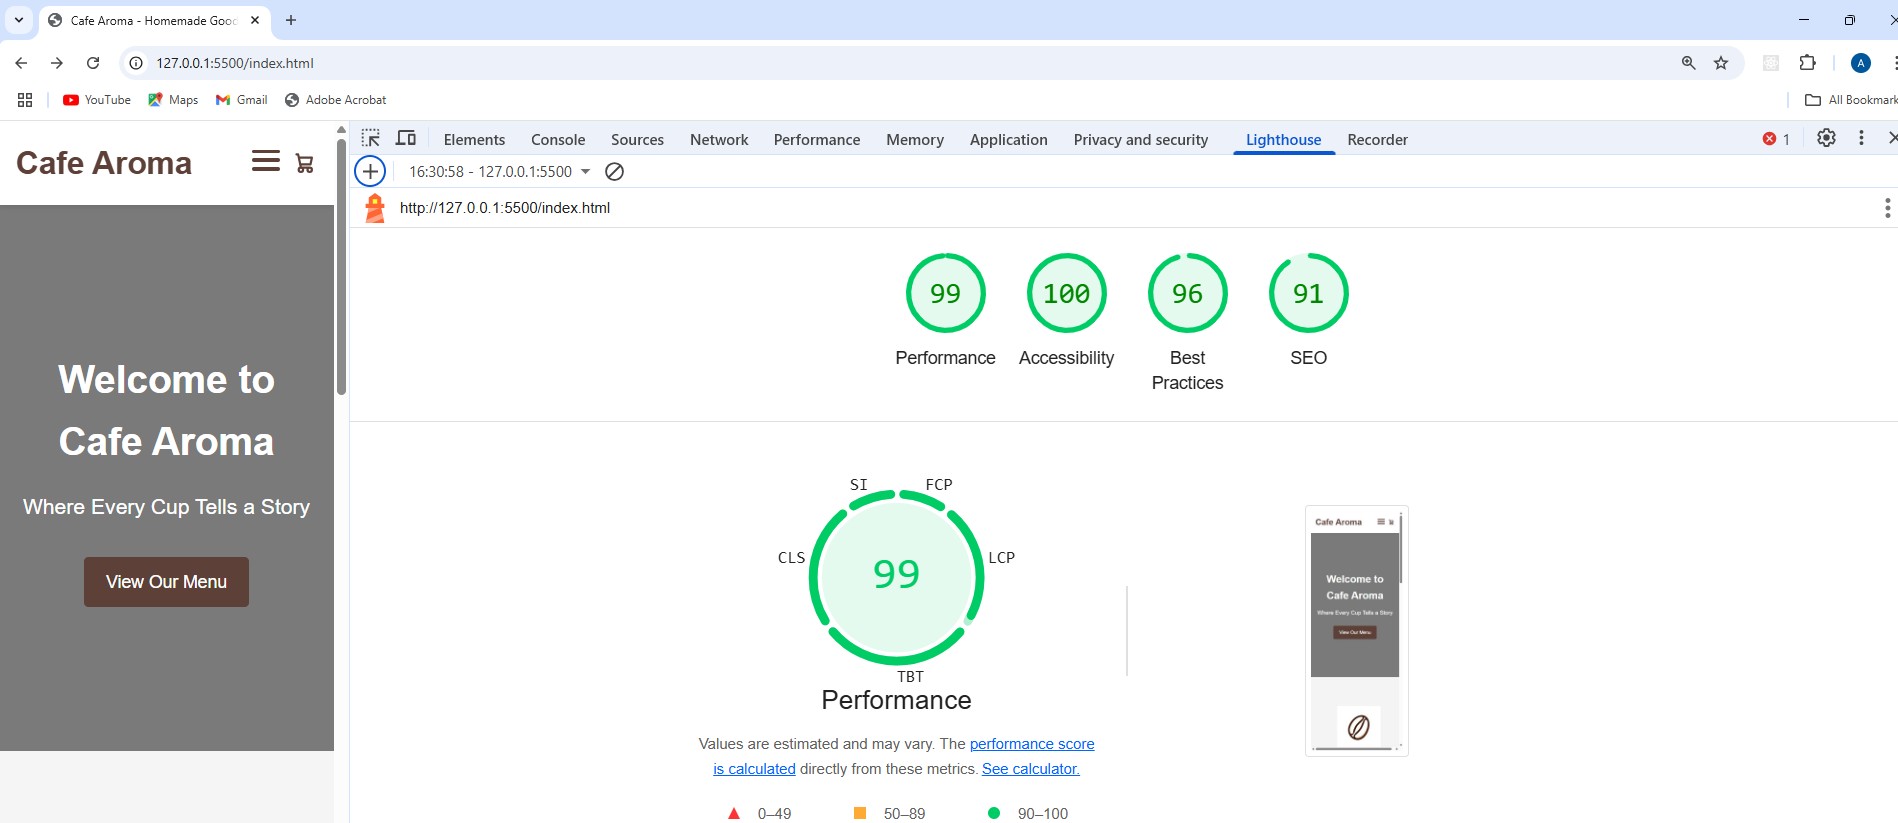 Cafe Aroma - Homemade Good
127.0.0.1:5500/index.html
A
YouTube
Maps
Gmail
Adobe Acrobat
All Bookmark
Cafe Aroma
Welcome to
Cafe Aroma
Where Every Cup Tells a Story
View Our Menu
Elements
Console
Sources
Network
Performance
Memory
Application
Privacy and security
Lighthouse
Recorder
1
16:30:58 - 127.0.0.1:5500
http://127.0.0.1:5500/index.html
99
100
96
91
Performance
Accessibility
Best
Practices
SEO
SI
FCP
CLS
LCP
99
TBT
Performance
Values are estimated and may vary. The performance score
is calculated directly from these metrics. See calculator.
0–49
50–89
90–100
Cafe Aroma
Welcome to
Cafe Aroma
Where Every Cup Tells a Story
View Our Menu